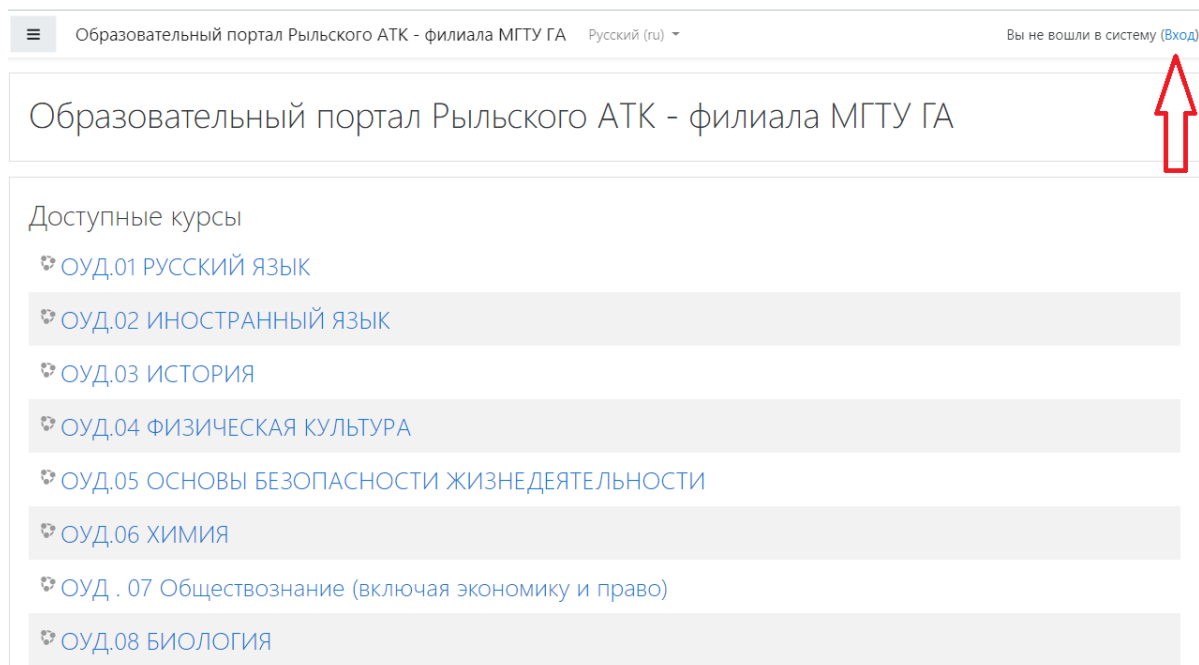 Образовательный портал Рыльского АТК - филиала МГТУ ГА Русский (ru) Вы не вошли в систему (Вход)
Образовательный портал Рыльского АТК - филиала МГТУ ГА
Доступные курсы
ОУД.01 РУССКИЙ ЯЗЫК
ОУД.02 ИНОСТРАННЫЙ ЯЗЫК
ОУД.03 ИСТОРИЯ
ОУД.04 ФИЗИЧЕСКАЯ КУЛЬТУРА
ОУД.05 ОСНОВЫ БЕЗОПАСНОСТИ ЖИЗНЕДЕЯТЕЛЬНОСТИ
ОУД.06 ХИМИЯ
ОУД . 07 Обществознание (включая экономику и право)
ОУД.08 БИОЛОГИЯ